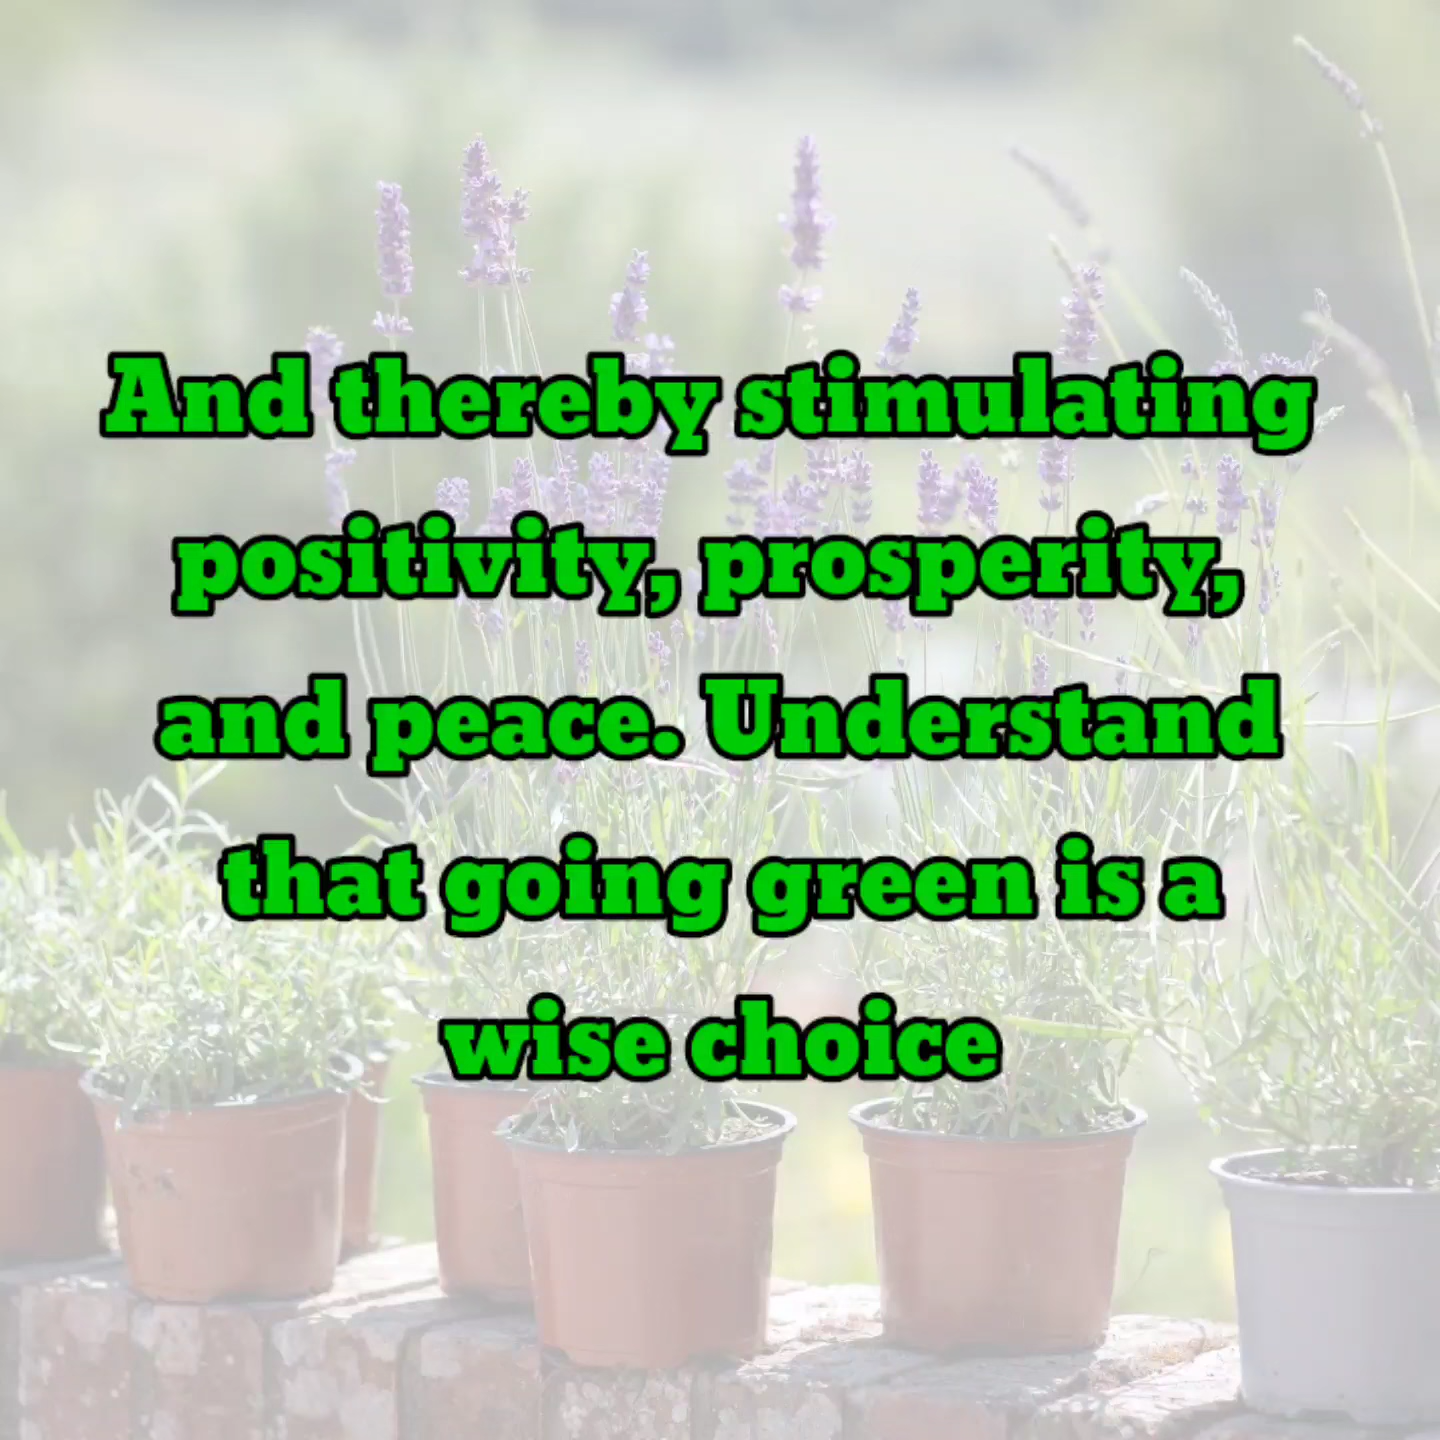 And thereby stimulating
positivity, prosperity,
and peace. Understand
that going green is a
wise choice